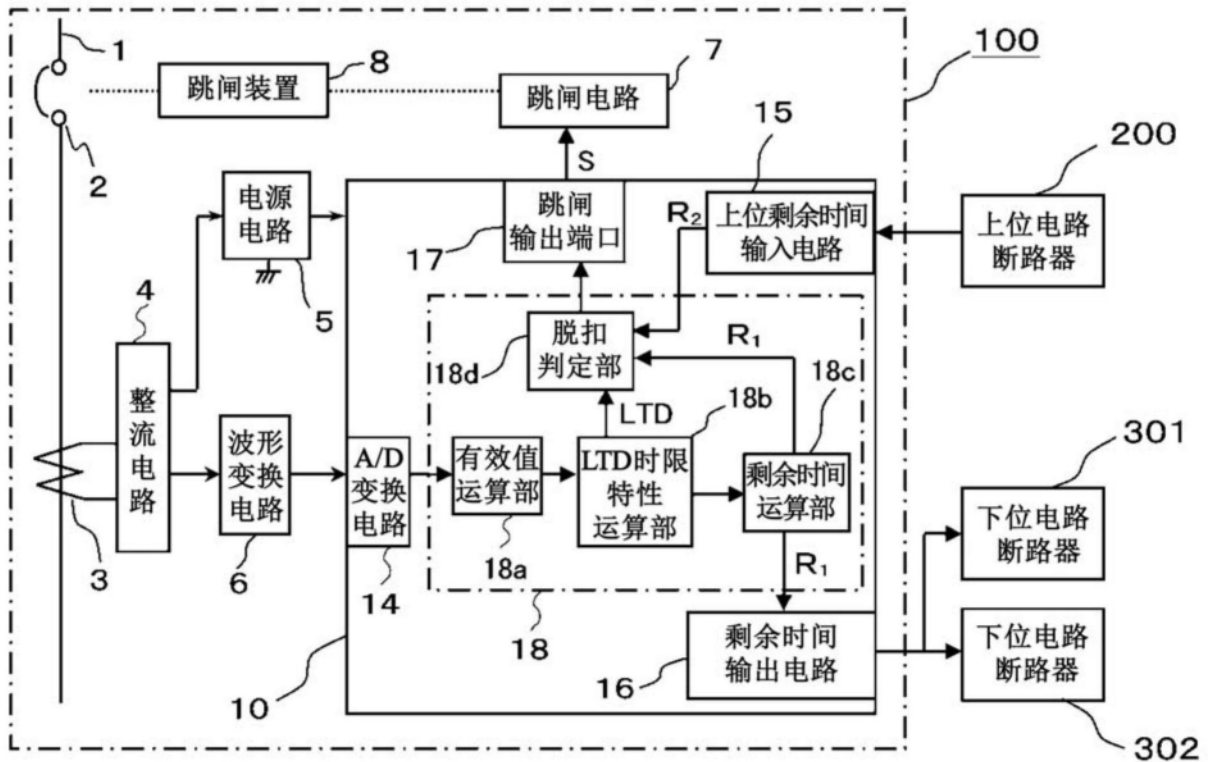 1
8
跳闸装置
7
跳闸电路
100
2
电源
电路
5
S
跳闸
输出端口
17
15
R₂
上位剩余时间
输入电路
200
上位电路
断路器
4
整
流
电
路
3
波形
变换
电路
6
A/D
变换
电路
14
脱扣
判定部
18d
R₁
LTD
18b
18c
有效值
运算部
18a
LTD时限
特性
运算部
剩余时间
运算部
R₁
18
10
16
剩余时间
输出电路
301
下位电路
断路器
下位电路
断路器
302